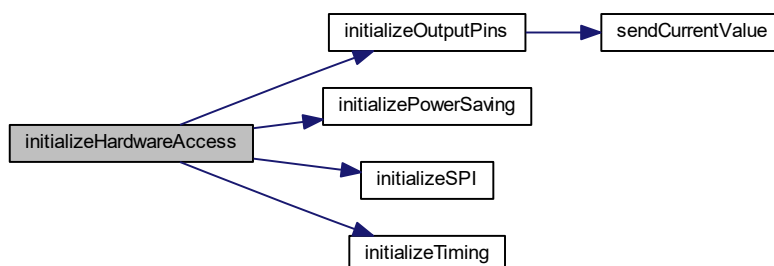 initializeOutputPins
sendCurrentValue
initializePowerSaving
initializeHardwareAccess
initializeSPI
initializeTiming